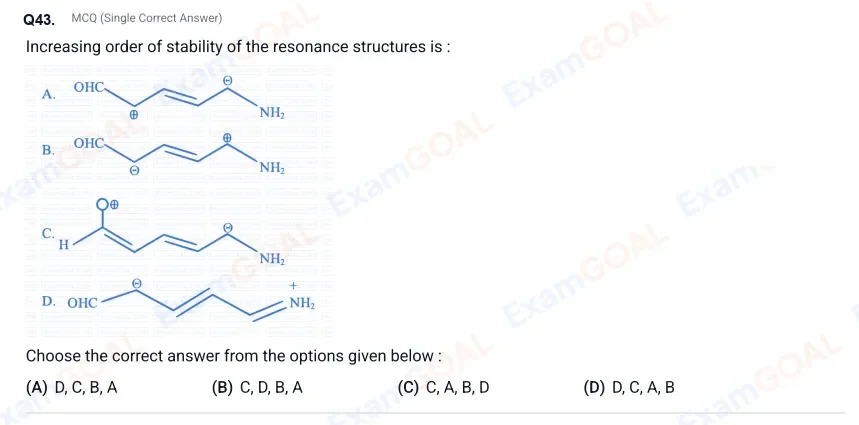 Q43. MCQ (Single Correct Answer)
Increasing order of stability of the resonance structures is :
A. OHC ⊕ ⊖ NH₂
B. OHC ⊖ ⊕ NH₂
C. H O⊕ ⊖ NH₂
D. OHC ⊖ + NH₂
Choose the correct answer from the options given below :
(A) D, C, B, A (B) C, D, B, A (C) C, A, B, D (D) D, C, A, B
ExamGOAL